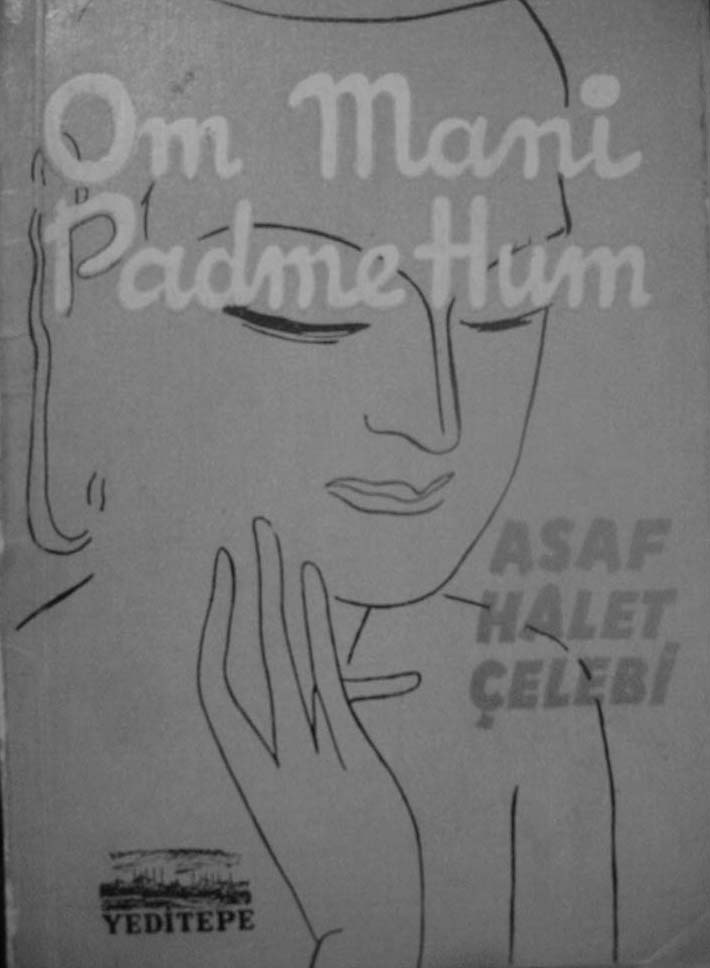 Om Mani
Padme Hum
ASAF
HALET
ÇELEBİ
YEDİTEPE